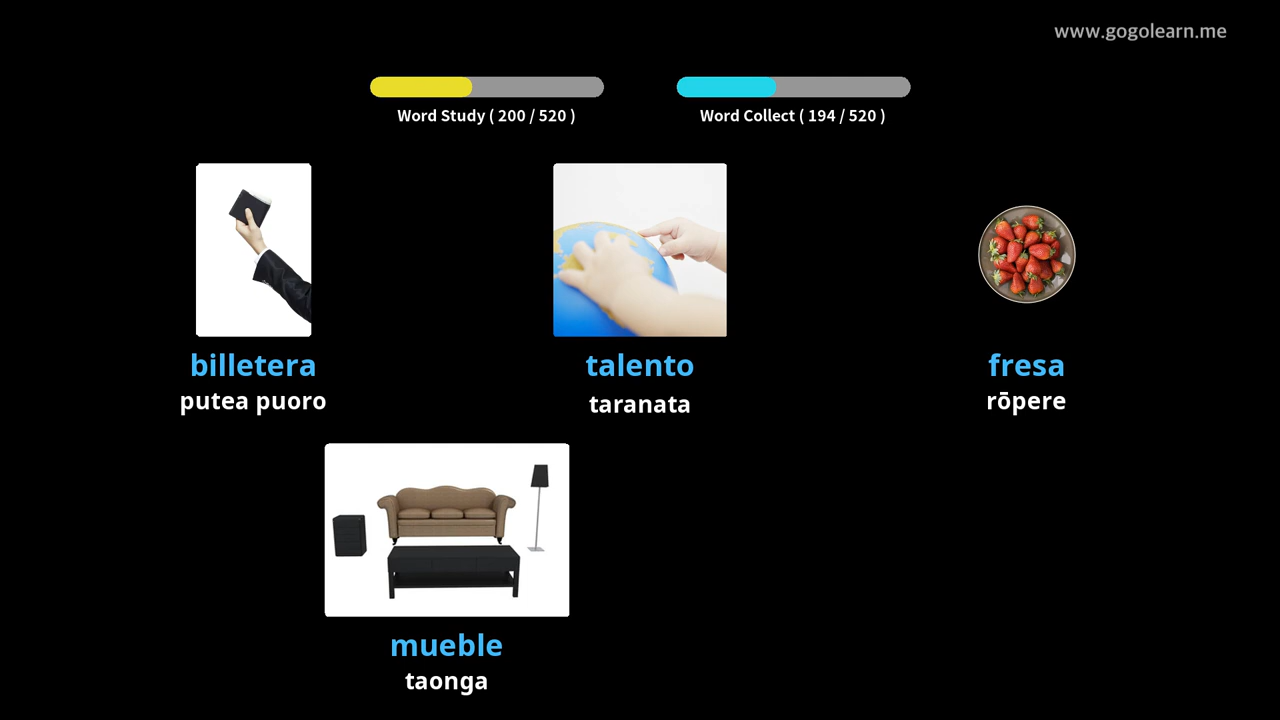 www.gogolearn.me
Word Study ( 200 / 520 )
Word Collect ( 194 / 520 )
billetera
putea puoro
talento
taranata
fresa
rōpere
mueble
taonga